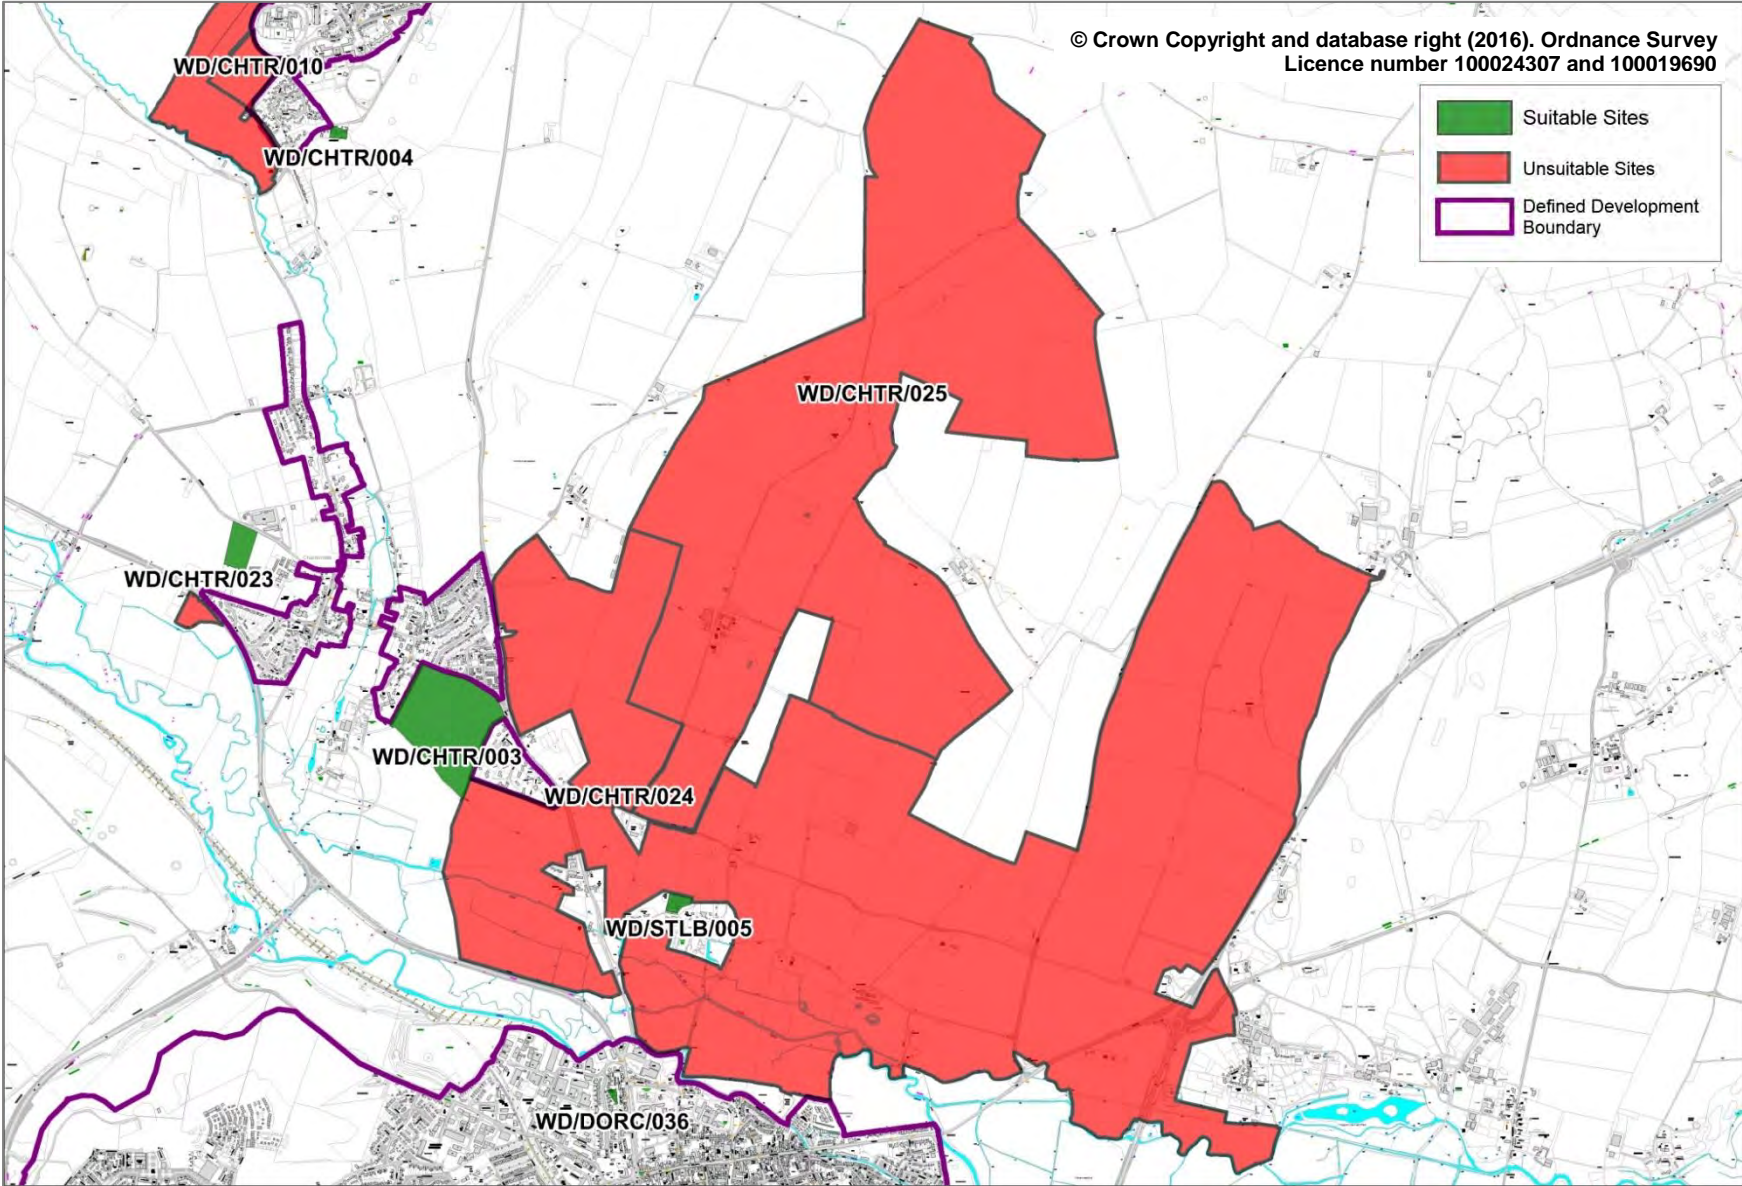 © Crown Copyright and database right (2016). Ordnance Survey
Licence number 100024307 and 100019690
Suitable Sites
Unsuitable Sites
Defined Development
Boundary
WD/CHTR/010
WD/CHTR/004
WD/CHTR/025
WD/CHTR/023
WD/CHTR/003
WD/CHTR/024
WD/STLB/005
WD/DORC/036